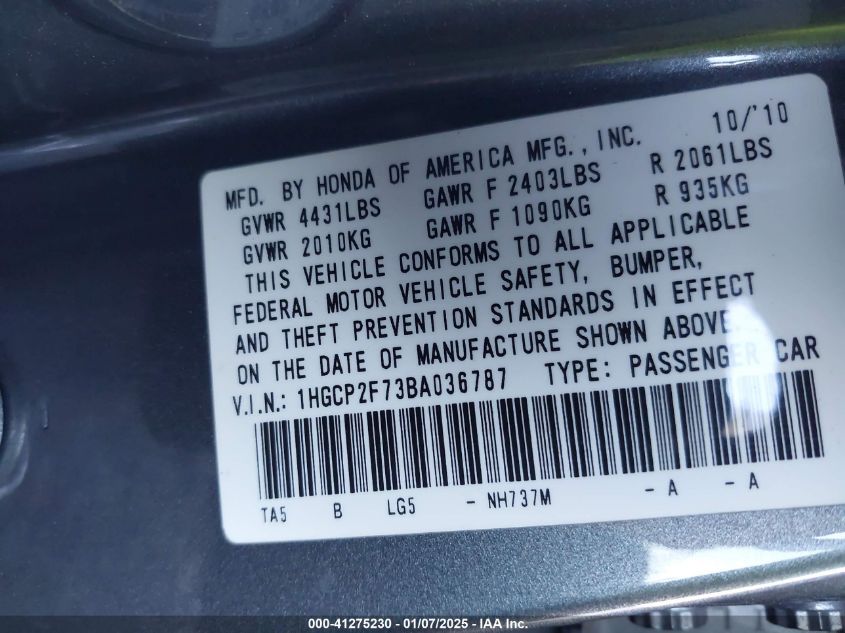 MFD. BY HONDA OF AMERICA MFG., INC. 10/'10
GVWR 4431LBS GAWR F 2403LBS R 2061LBS
GVWR 2010KG GAWR F 1090KG R 935KG
THIS VEHICLE CONFORMS TO ALL APPLICABLE
FEDERAL MOTOR VEHICLE SAFETY, BUMPER,
AND THEFT PREVENTION STANDARDS IN EFFECT
ON THE DATE OF MANUFACTURE SHOWN ABOVE.
V.I.N.: 1HGCP2F73BA036787 TYPE: PASSENGER CAR
TA5 B LG5 - NH737M - A - A
000-41275230 - 01/07/2025 - IAA Inc.